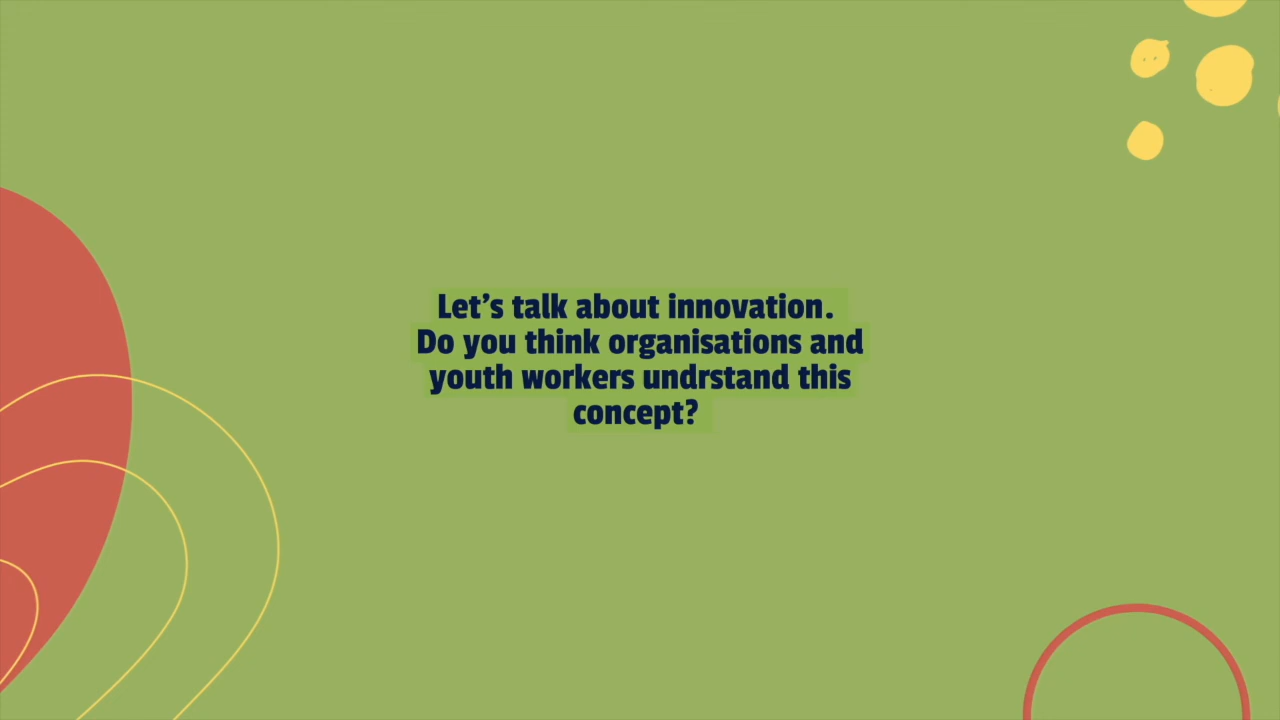 Let's talk about innovation.
Do you think organisations and
youth workers undrstand this
concept?